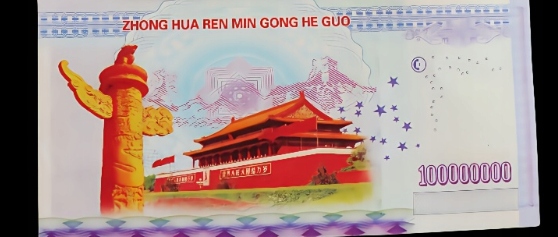 ZHONG HUA REN MIN GONG HE GUO
100000000